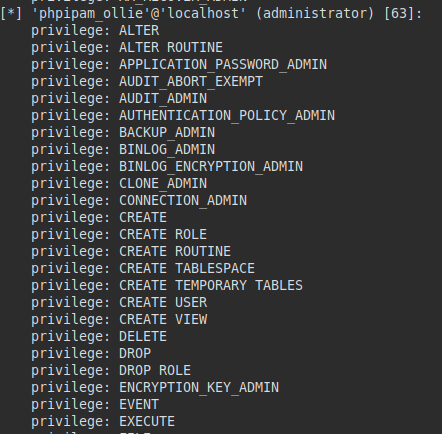 [*] 'phpipam_ollie'@'localhost' (administrator) [63]:
privilege: ALTER
privilege: ALTER ROUTINE
privilege: APPLICATION_PASSWORD_ADMIN
privilege: AUDIT_ABORT_EXEMPT
privilege: AUDIT_ADMIN
privilege: AUTHENTICATION_POLICY_ADMIN
privilege: BACKUP_ADMIN
privilege: BINLOG_ADMIN
privilege: BINLOG_ENCRYPTION_ADMIN
privilege: CLONE_ADMIN
privilege: CONNECTION_ADMIN
privilege: CREATE
privilege: CREATE ROLE
privilege: CREATE ROUTINE
privilege: CREATE TABLESPACE
privilege: CREATE TEMPORARY TABLES
privilege: CREATE USER
privilege: CREATE VIEW
privilege: DELETE
privilege: DROP
privilege: DROP ROLE
privilege: ENCRYPTION_KEY_ADMIN
privilege: EVENT
privilege: EXECUTE